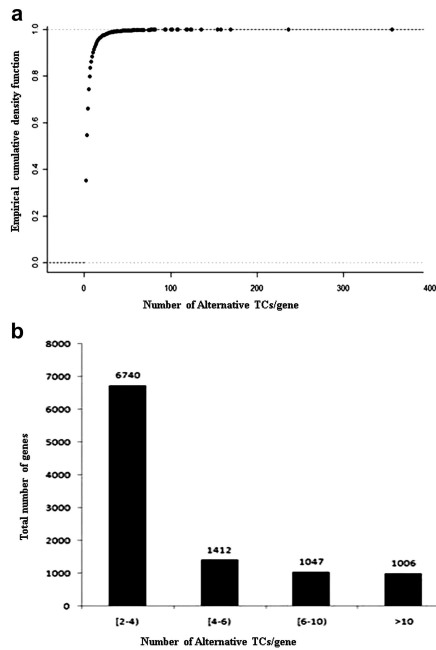 a
Empirical cumulative density function
1.0
0.8
0.6
0.4
0.2
0.0
0 100 200 300 400
Number of Alternative TCs/gene
b
Total number of genes
8000
7000
6000
5000
4000
3000
2000
1000
0
6740
1412
1047
1006
[2-4) [4-6) [6-10) >10
Number of Alternative TCs/gene